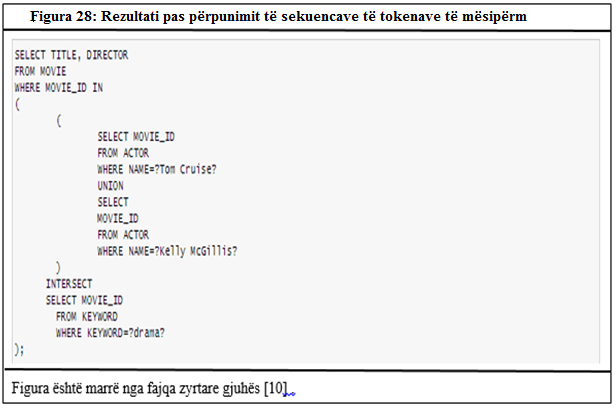 Figura 28: Rezultati pas përpunimit të sekuencave të tokenave të mësipërm
SELECT TITLE, DIRECTOR
FROM MOVIE
WHERE MOVIE_ID IN
(
(
SELECT MOVIE_ID
FROM ACTOR
WHERE NAME=?Tom Cruise?
UNION
SELECT
MOVIE_ID
FROM ACTOR
WHERE NAME=?Kelly McGillis?
)
INTERSECT
SELECT MOVIE_ID
FROM KEYWORD
WHERE KEYWORD=?drama?
);
Figura është marrë nga fajqa zyrtare gjuhës [10]